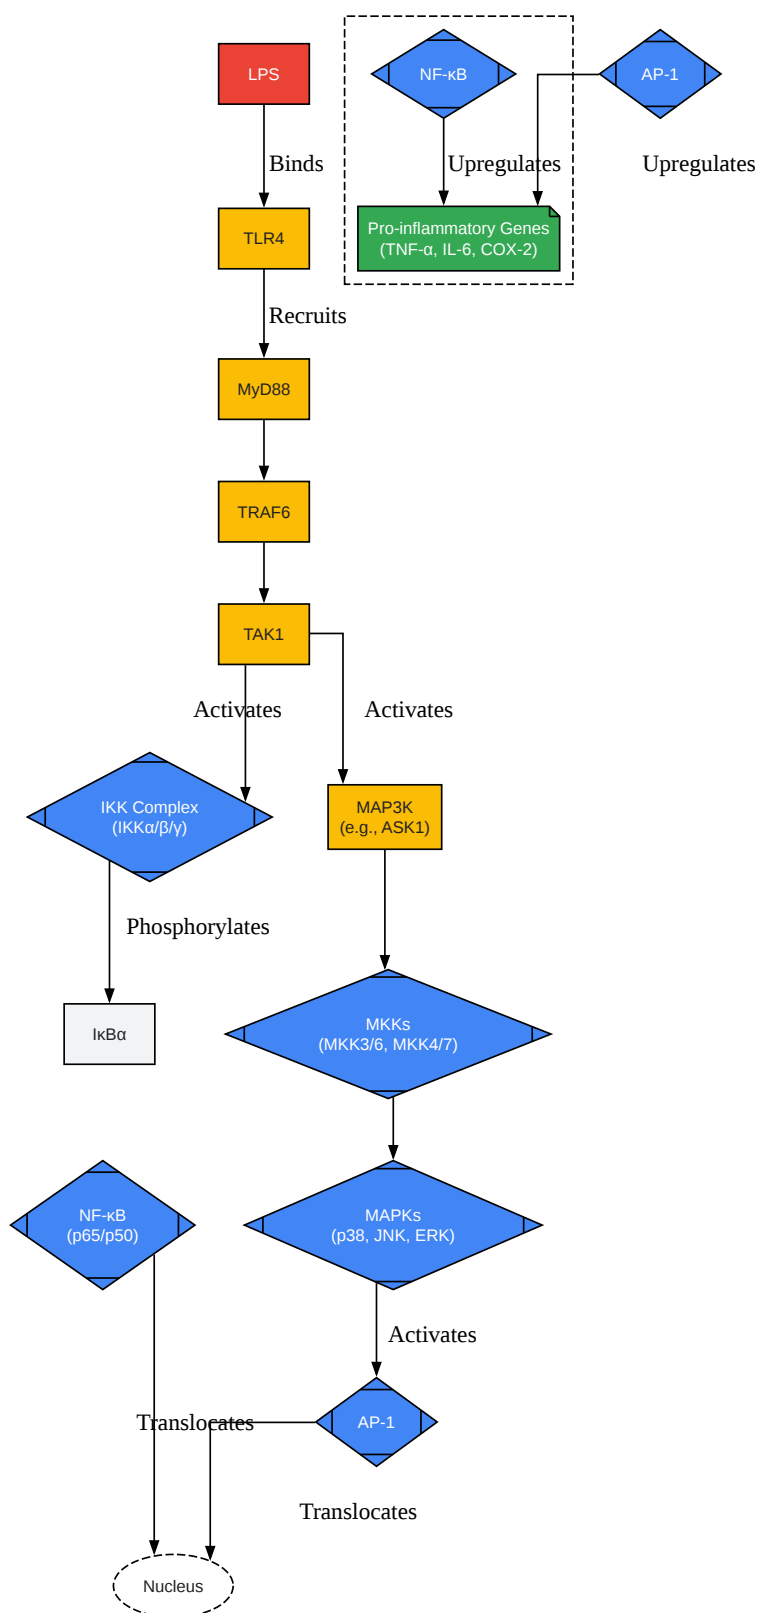 LPS
NF-κB
AP-1
Binds
Upregulates
Upregulates
TLR4
Pro-inflammatory Genes
(TNF-α, IL-6, COX-2)
Recruits
MyD88
TRAF6
TAK1
Activates
Activates
IKK Complex
(IKKα/β/γ)
MAP3K
(e.g., ASK1)
Phosphorylates
IκBα
MKKs
(MKK3/6, MKK4/7)
NF-κB
(p65/p50)
MAPKs
(p38, JNK, ERK)
Activates
Translocates
AP-1
Translocates
Nucleus